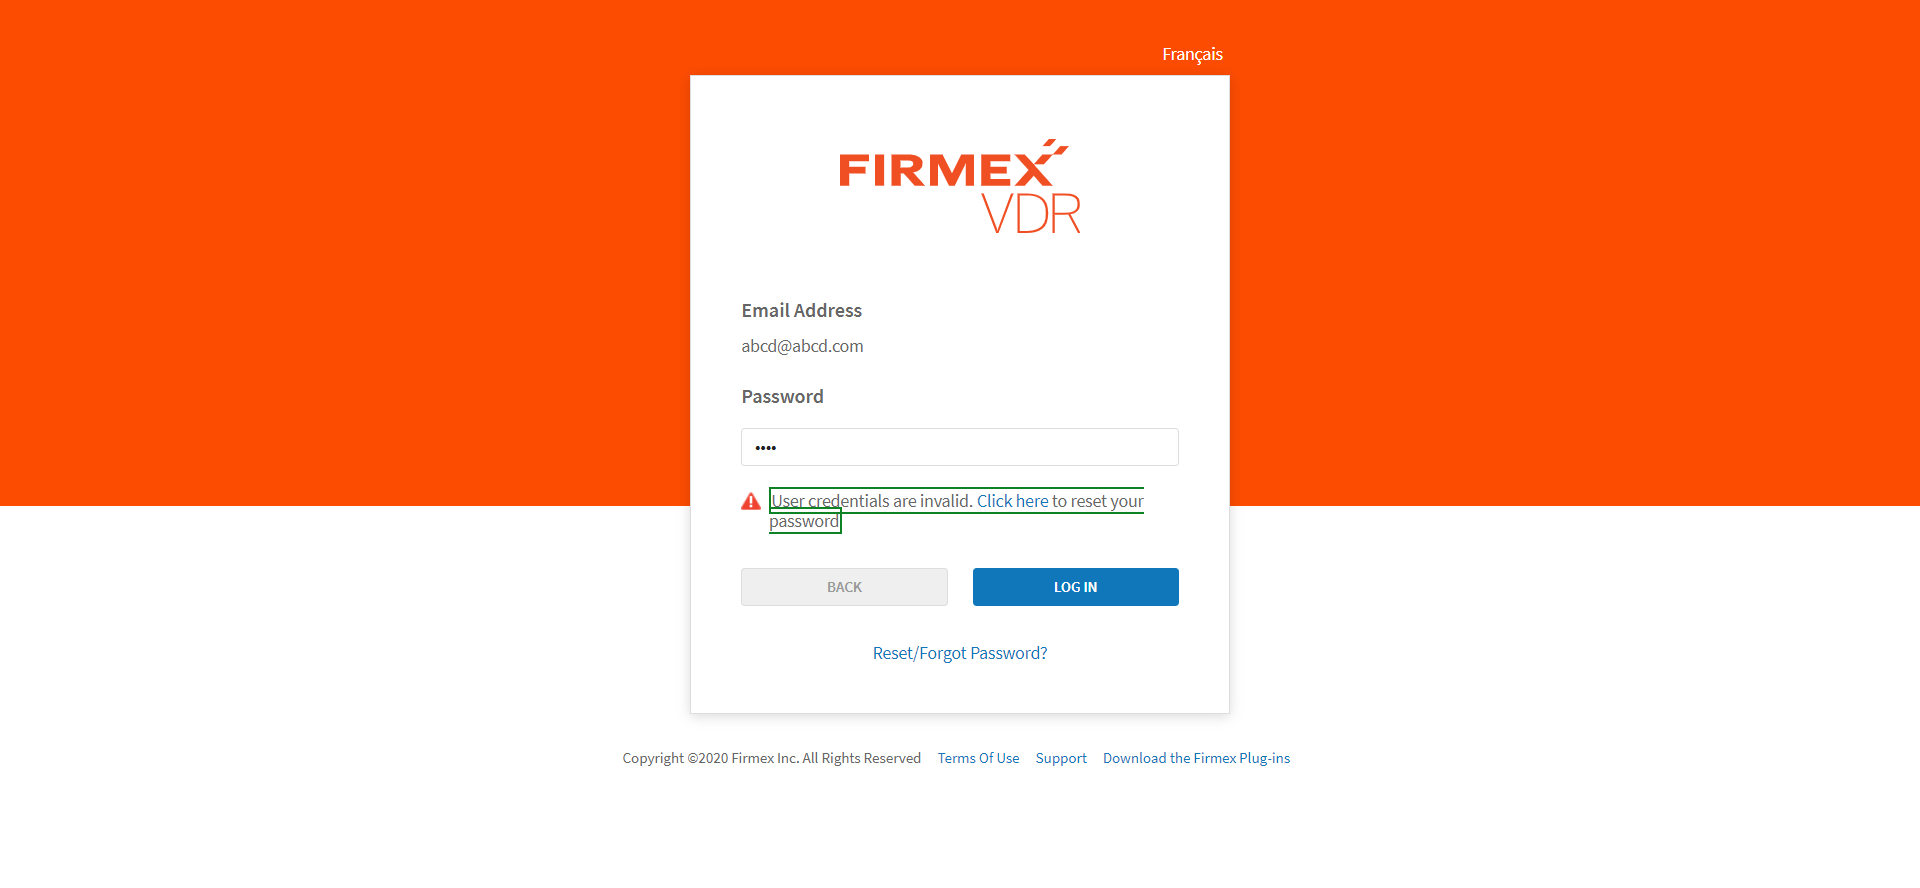 Français
FIRMEX
VDR
Email Address
abcd@abcd.com
Password
••••
User credentials are invalid. Click here to reset your
password
BACK
LOG IN
Reset/Forgot Password?
Copyright ©2020 Firmex Inc. All Rights Reserved Terms Of Use Support Download the Firmex Plug-ins